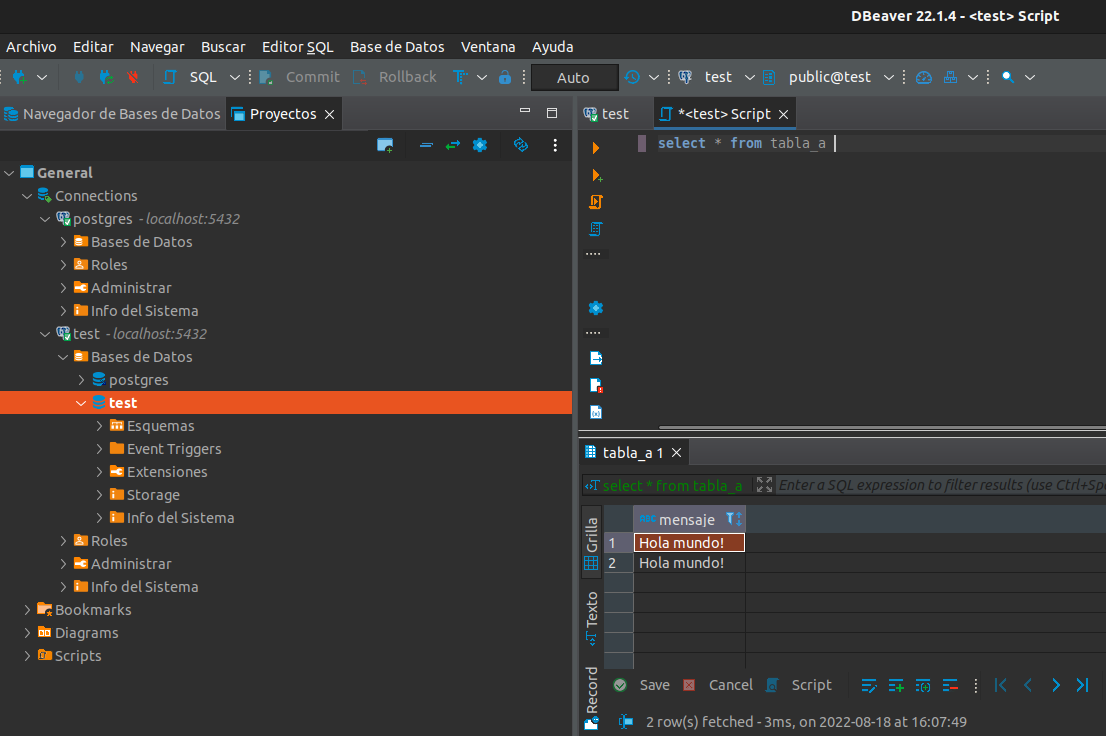 DBeaver 22.1.4 - <test> Script
Archivo Editar Navegar Buscar Editor SQL Base de Datos Ventana Ayuda
SQL Commit Rollback Auto test public@test
Navegador de Bases de Datos Proyectos
General
Connections
postgres - localhost:5432
Bases de Datos
Roles
Administrar
Info del Sistema
test - localhost:5432
Bases de Datos
postgres
test
Esquemas
Event Triggers
Extensiones
Storage
Info del Sistema
Roles
Administrar
Info del Sistema
Bookmarks
Diagrams
Scripts
test *<test> Script
select * from tabla_a
tabla_a 1
select * from tabla_a Enter a SQL expression to filter results (use Ctrl+Spa
Grilla
Texto
Record
ABC mensaje
1 Hola mundo!
2 Hola mundo!
Save Cancel Script
2 row(s) fetched - 3ms, on 2022-08-18 at 16:07:49